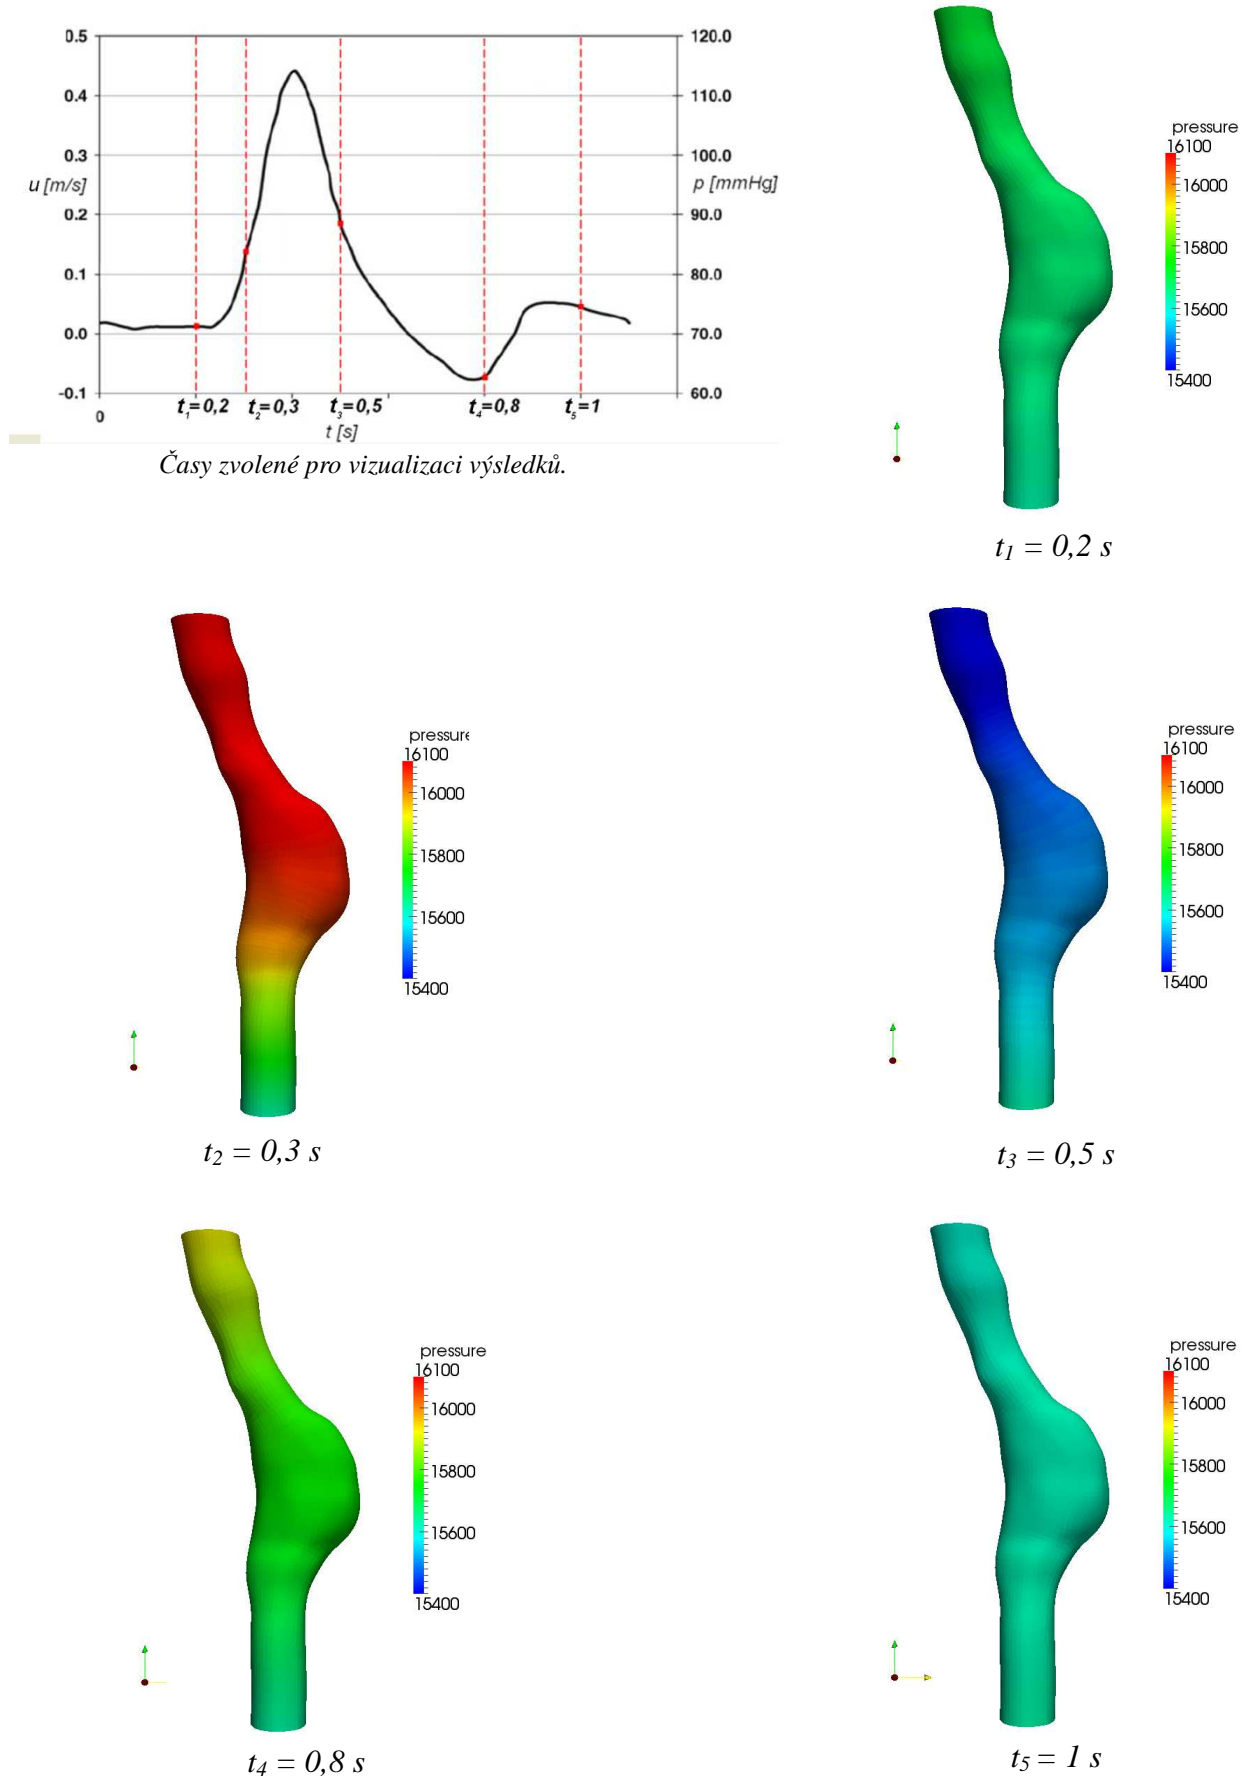 0.5
0.4
0.3
u [m/s]
0.2
0.1
0.0
-0.1
120.0
110.0
100.0
p [mmHg]
90.0
80.0
70.0
60.0
0
t₁=0,2
t₂=0,3
t₃=0,5
t₄=0,8
t₅=1
t [s]
Časy zvolené pro vizualizaci výsledků.
pressure
16100
16000
15800
15600
15400
t₁ = 0,2 s
pressure
16100
16000
15800
15600
15400
t₂ = 0,3 s
pressure
16100
16000
15800
15600
15400
t₃ = 0,5 s
pressure
16100
16000
15800
15600
15400
t₄ = 0,8 s
pressure
16100
16000
15800
15600
15400
t₅ = 1 s